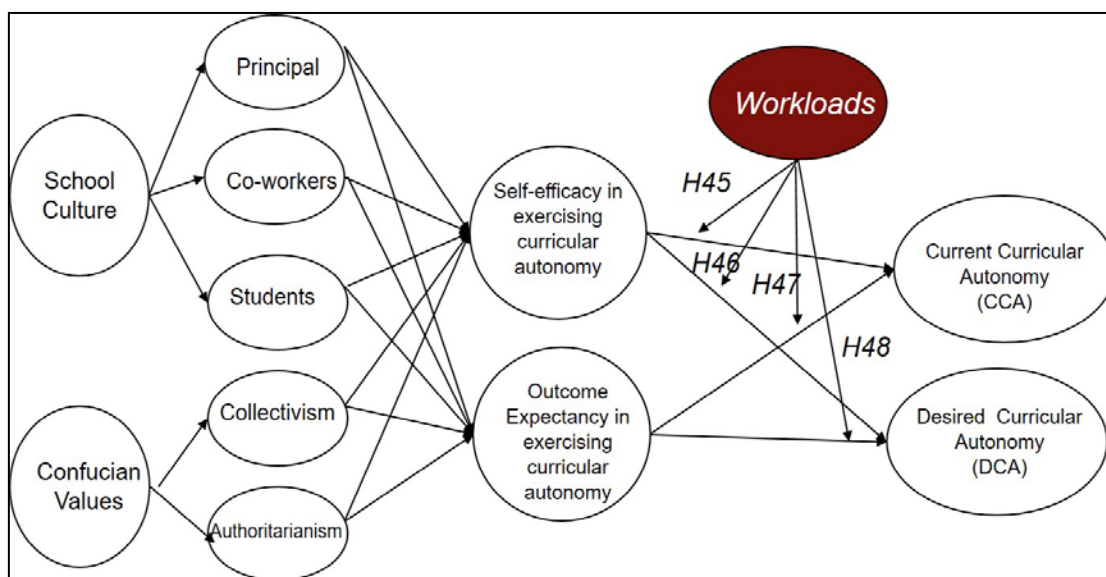 Principal
Workloads
Co-workers
School
Culture
Self-efficacy in
exercising
curricular
autonomy
H45
H46
H47
H48
Current Curricular
Autonomy
(CCA)
Students
Collectivism
Confucian
Values
Authoritarianism
Outcome
Expectancy in
exercising
curricular
autonomy
Desired Curricular
Autonomy
(DCA)